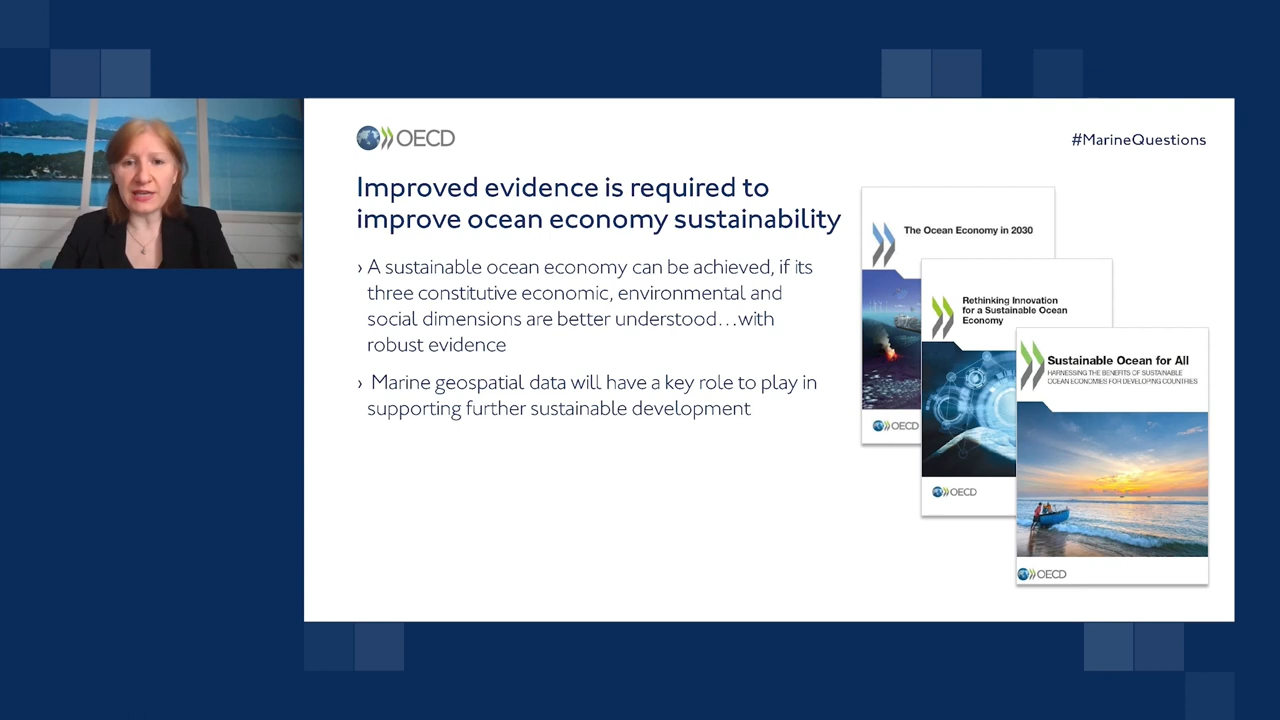 OECD
#MarineQuestions
Improved evidence is required to
improve ocean economy sustainability
› A sustainable ocean economy can be achieved, if its
three constitutive economic, environmental and
social dimensions are better understood…with
robust evidence
› Marine geospatial data will have a key role to play in
supporting further sustainable development
The Ocean Economy in 2030
OECD
Rethinking Innovation
for a Sustainable Ocean
Economy
OECD
Sustainable Ocean for All
HARNESSING THE BENEFITS OF SUSTAINABLE
OCEAN ECONOMIES FOR DEVELOPING COUNTRIES
OECD